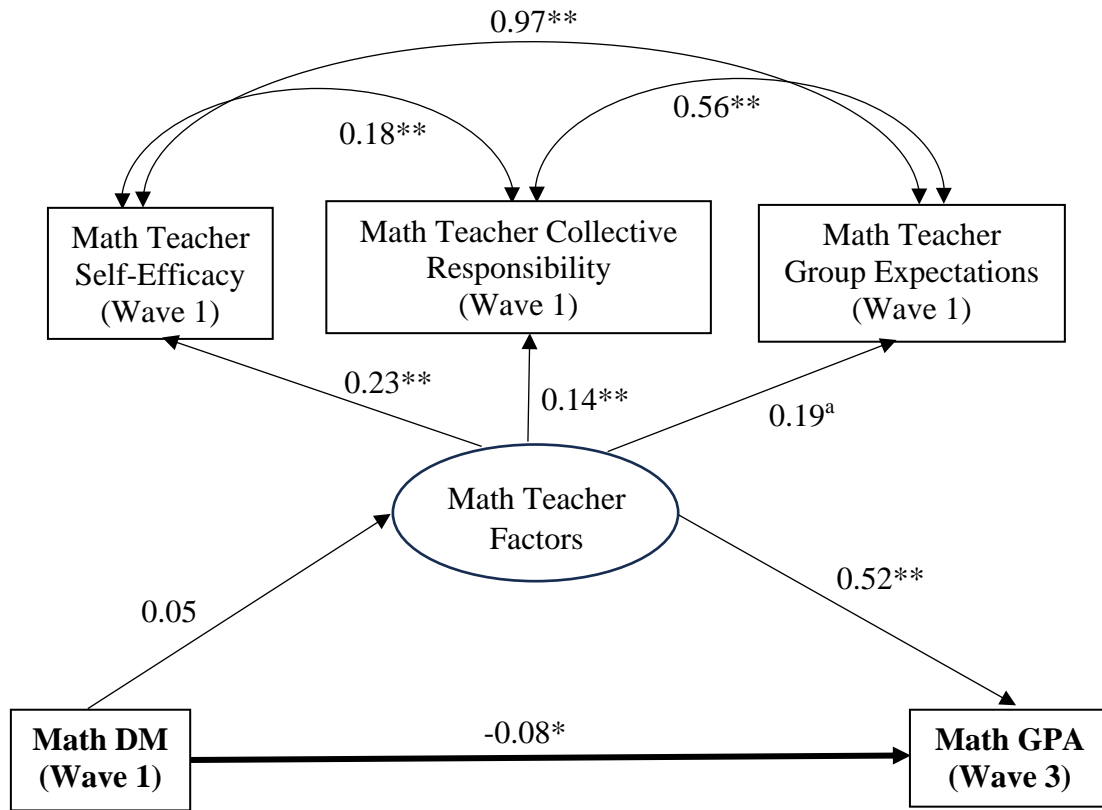 0.97**
0.18**
0.56**
Math Teacher
Self-Efficacy
(Wave 1)
Math Teacher Collective
Responsibility
(Wave 1)
Math Teacher
Group Expectations
(Wave 1)
0.23**
0.14**
0.19ᵃ
Math Teacher
Factors
0.05
0.52**
Math DM
(Wave 1)
-0.08*
Math GPA
(Wave 3)